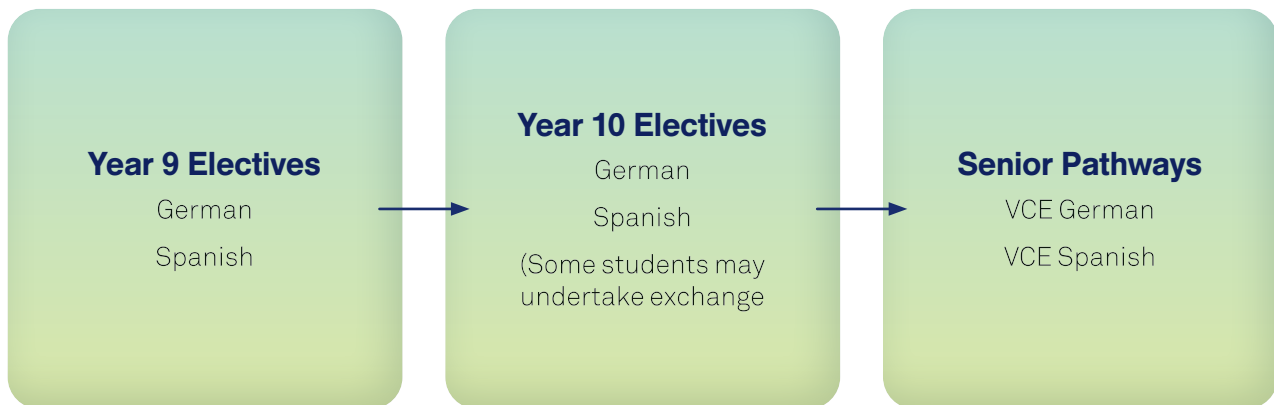 Year 9 Electives
German
Spanish
Year 10 Electives
German
Spanish
(Some students may
undertake exchange
Senior Pathways
VCE German
VCE Spanish